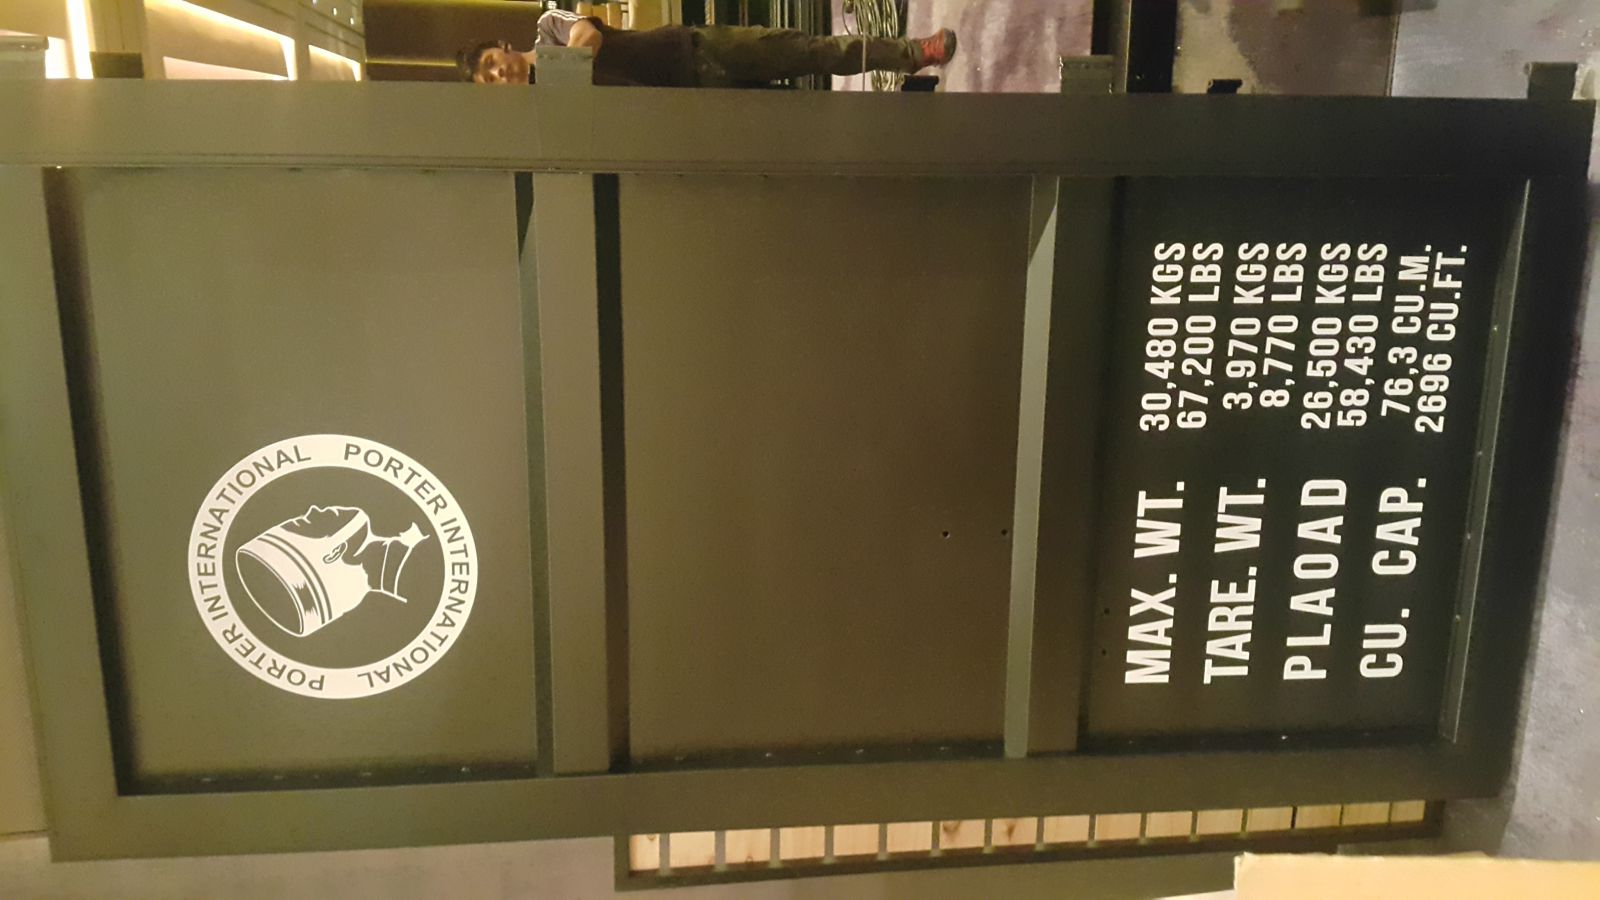 PORTER INTERNATIONAL PORTER INTERNATIONAL
MAX. WT. 30,480 KGS
67,200 LBS
TARE. WT. 3,970 KGS
8,770 LBS
PLAOAD 26,500 KGS
58,430 LBS
CU. CAP. 76,3 CU.M.
2696 CU.FT.